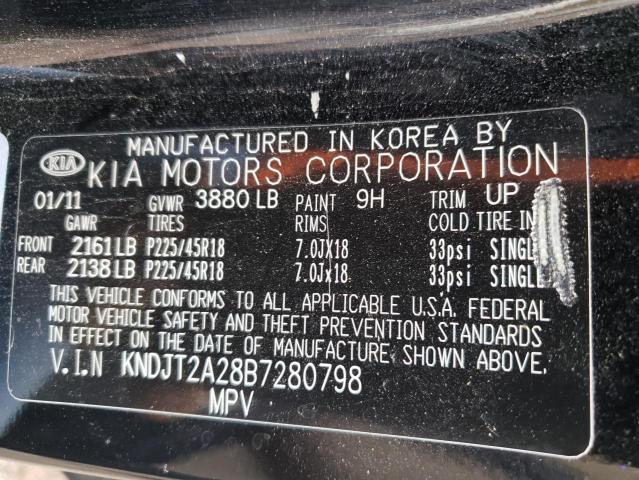 MANUFACTURED IN KOREA BY
KIA KIA MOTORS CORPORATION
01/11 GVWR 3880 LB PAINT 9H TRIM UP
GAWR TIRES RIMS COLD TIRE
FRONT 2161 LB P225/45R18 7.0JX18 33psi SINGLE
REAR 2138 LB P225/45R18 7.0Jx18 33psi SINGLE
THIS VEHICLE CONFORMS TO ALL APPLICABLE U.S.A. FEDERAL
MOTOR VEHICLE SAFETY AND THEFT PREVENTION STANDARDS
IN EFFECT ON THE DATE OF MANUFACTURE, SHOWN ABOVE.
V.I.N KNDJT2A28B7280798
MPV